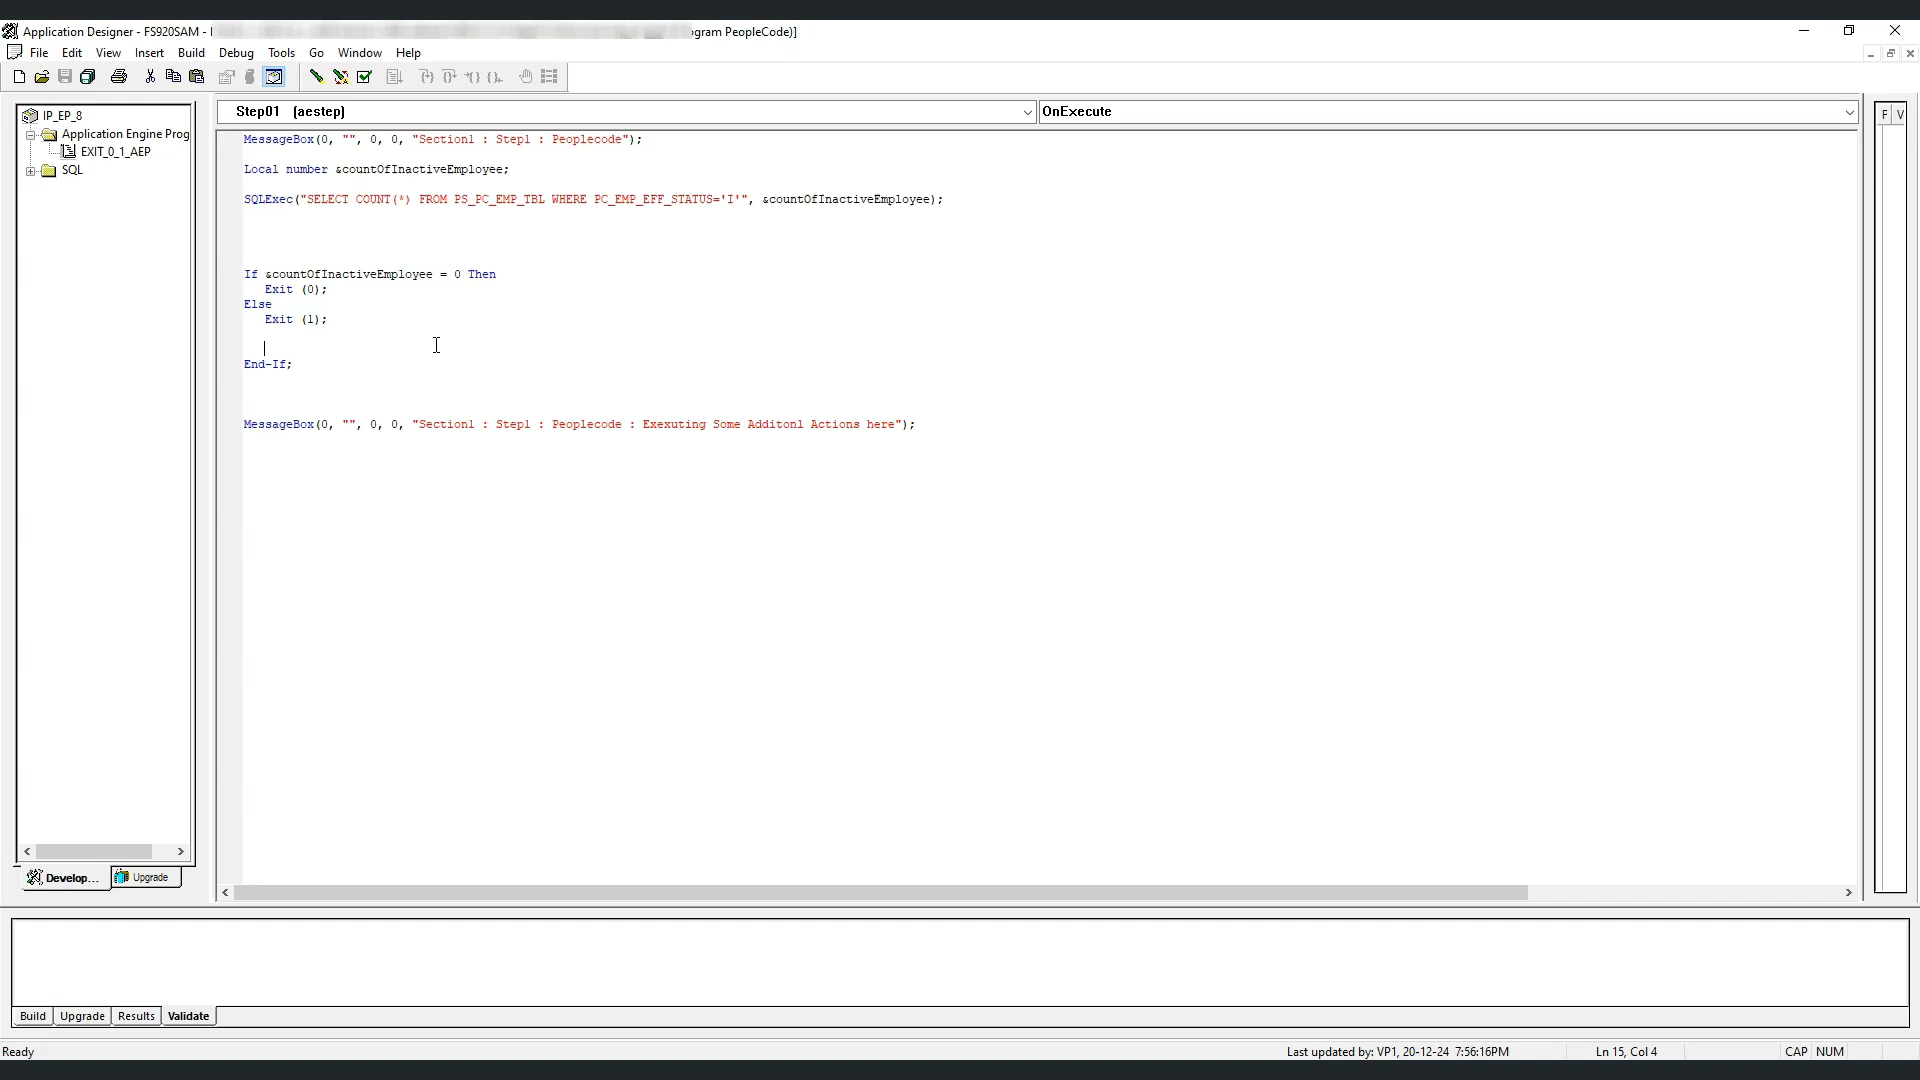 Application Designer - FS920SAM -
gram PeopleCode)]
File Edit View Insert Build Debug Tools Go Window Help
IP_EP_8
Application Engine Prog
EXIT_0_1_AEP
SQL
Develop...
Upgrade
Step01 (aestep)
OnExecute
F V
MessageBox(0, "", 0, 0, "Section1 : Step1 : Peoplecode");
Local number &countOfInactiveEmployee;
SQLExec("SELECT COUNT(*) FROM PS_PC_EMP_TBL WHERE PC_EMP_EFF_STATUS='I'", &countOfInactiveEmployee);
If &countOfInactiveEmployee = 0 Then
Exit (0);
Else
Exit (1);
End-If;
MessageBox(0, "", 0, 0, "Section1 : Step1 : Peoplecode : Exexuting Some Additonl Actions here");
Build Upgrade Results Validate
Ready
Last updated by: VP1, 20-12-24 7:56:16PM
Ln 15, Col 4
CAP NUM